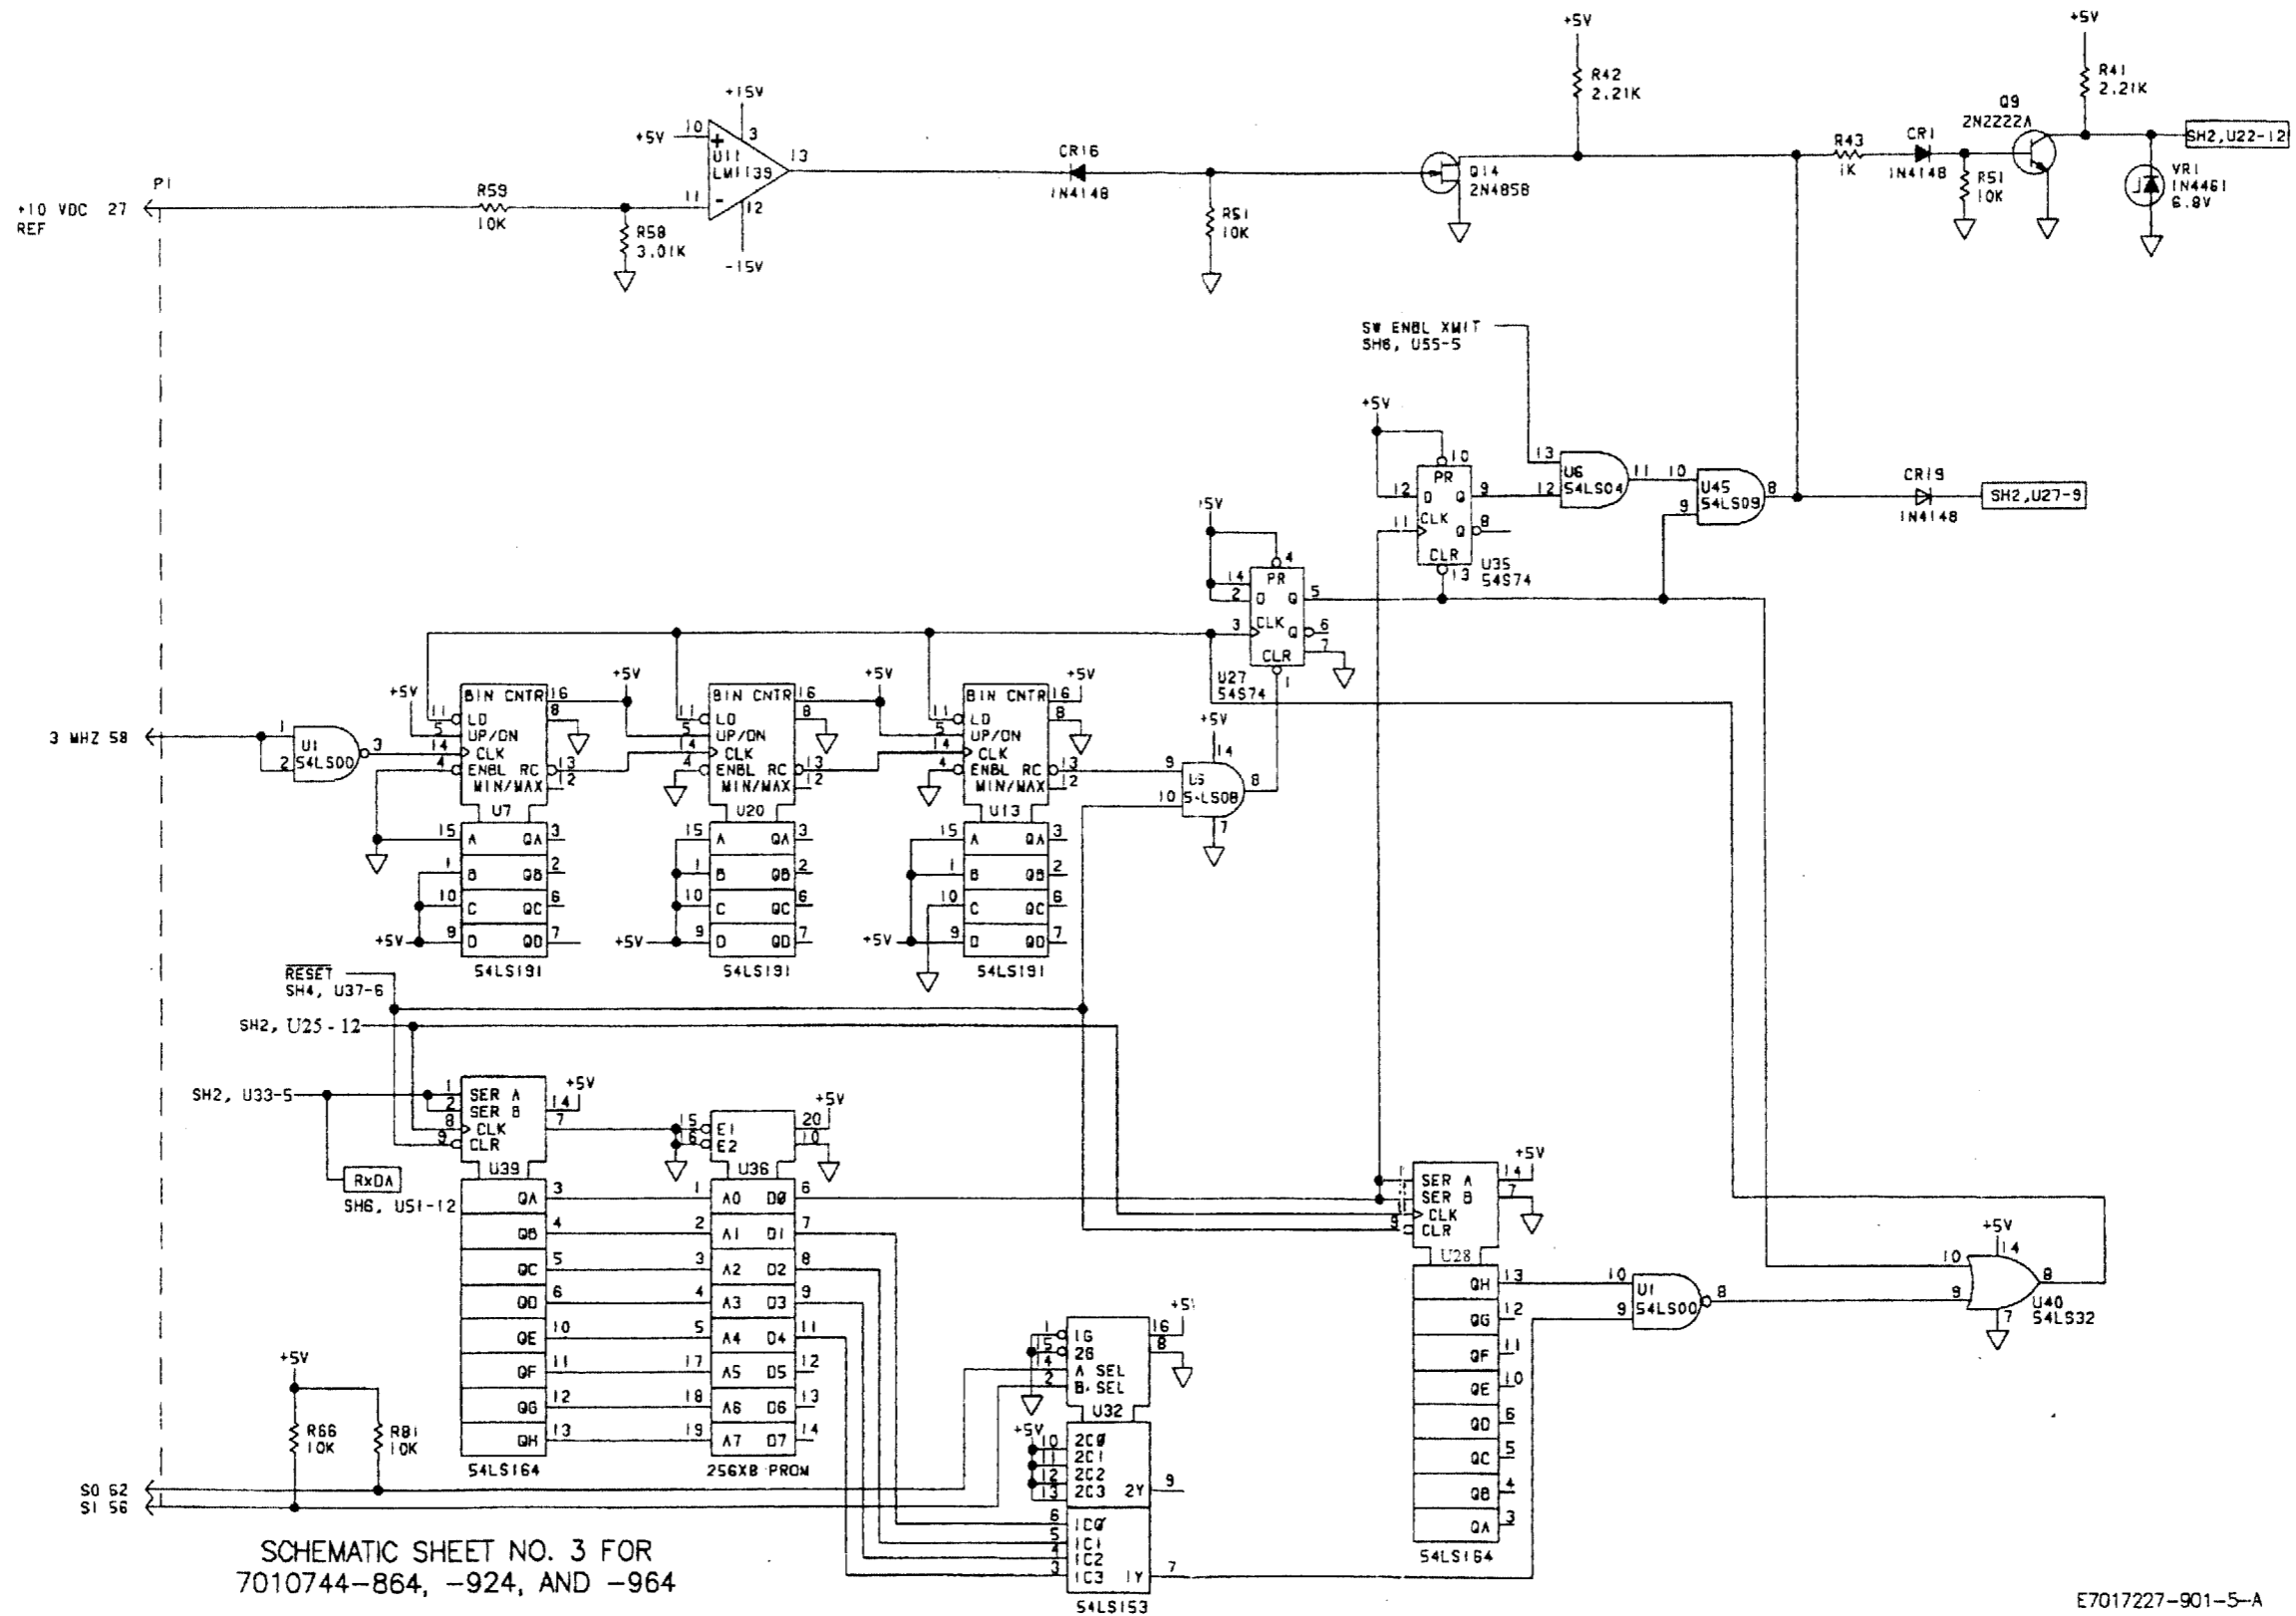 +5V
+5V
R42
2.21K
R41
2.21K
Q9
2N2222A
SH2,U22-12
+15V
+5V
10
+
3
U11
LM1139
13
11
-
12
-15V
CR16
1N4148
Q14
2N4858
R43
1K
CR1
1N4148
R51
10K
VR1
1N4461
6.8V
P1
+10 VDC 27
REF
R59
10K
R58
3.01K
R51
10K
SW ENBL XMIT
SH6, U55-5
+5V
10
PR
12 D Q 9
11 CLK
Q 8
CLR
13
U35
54S74
13
U6
54LS04
12
11
10
U45
54LS09
9
8
CR19
1N4148
SH2,U27-9
+5V
4
PR
14
2 D Q 5
3 CLK
Q 6
7
CLR
1
U27
54S74
3 MHZ 58
1
2
U1
54LS00
3
+5V
BIN CNTR 16
11 LD 8
5 UP/DN
14 CLK
4 ENBL RC 13
MIN/MAX 12
U7
15 A QA 3
1 B QB 2
10 C QC 6
+5V 9 D QD 7
54LS191
+5V
BIN CNTR 16
11 LD 8
5 UP/DN
14 CLK
4 ENBL RC 13
MIN/MAX 12
U20
15 A QA 3
1 B QB 2
10 C QC 6
+5V 9 D QD 7
54LS191
+5V
BIN CNTR 16 +5V
11 LD 8
5 UP/DN
14 CLK
4 ENBL RC 13
MIN/MAX 12
U13
15 A QA 3
1 B QB 2
10 C QC 6
+5V 9 D QD 7
54LS191
+5V
14
9
10
8
7
RESET
SH4, U37-6
SH2, U25-12
SH2, U33-5
RxDA
SH6, U51-12
1 SER A +5V
2 SER B 14
8 CLK 7
9 CLR
U39
QA 3
QB 4
QC 5
QD 6
QE 10
QF 11
QG 12
QH 13
54LS164
+5V
15 E1 20
16 E2 10
U36
1 A0 D0 6
2 A1 D1 7
3 A2 D2 8
4 A3 D3 9
5 A4 D4 11
17 A5 D5 12
18 A6 D6 13
19 A7 D7 14
256X8 PROM
+5V
R66
10K
R81
10K
S0 62
S1 56
1 1G 16
15 2G 8
14 A SEL
2 B SEL
U32
+5V
10 2C0
11 2C1
12 2C2
13 2C3 2Y 9
6 1C0
5 1C1
4 1C2
3 1C3 1Y 7
54LS153
+5V
SER A 14
SER B 7
CLK
9 CLR
U28
QH 13
QG 12
QF 11
QE 10
QD 6
QC 5
QB 4
QA 3
54LS164
10
9
U1
54LS00
8
+5V
14
10
9
8
7
U40
54LS32
SCHEMATIC SHEET NO. 3 FOR
7010744-864, -924, AND -964
E7017227-901-5-A